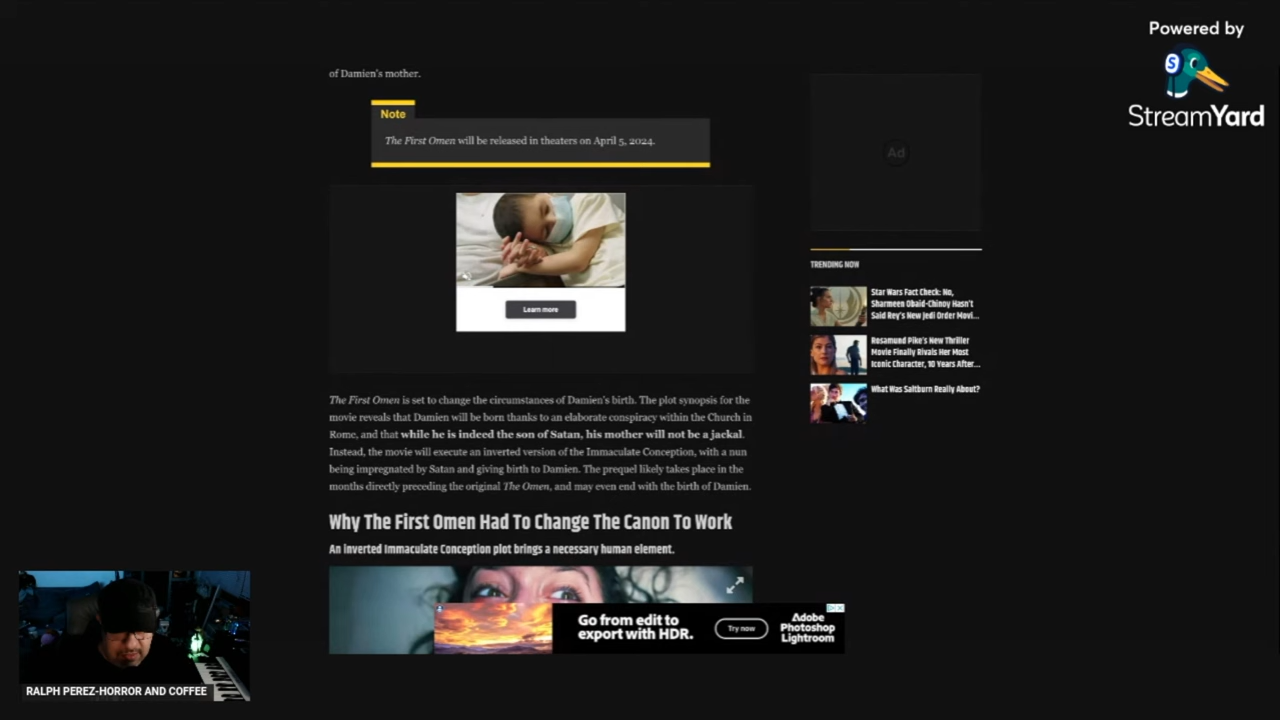 Powered by
StreamYard
of Damien's mother.
Note
The First Omen will be released in theaters on April 5, 2024.
Ad
Learn more
TRENDING NOW
Star Wars Fact Check: No,
Sharmeen Obaid-Chinoy Hasn't
Said Rey's New Jedi Order Movi...
Rosamund Pike's New Thriller
Movie Finally Rivals Her Most
Iconic Character, 10 Years After...
What Was Saltburn Really About?
The First Omen is set to change the circumstances of Damien's birth. The plot synopsis for the
movie reveals that Damien will be born thanks to an elaborate conspiracy within the Church in
Rome, and that while he is indeed the son of Satan, his mother will not be a jackal.
Instead, the movie will execute an inverted version of the Immaculate Conception, with a nun
being impregnated by Satan and giving birth to Damien. The prequel likely takes place in the
months directly preceding the original The Omen, and may even end with the birth of Damien.
Why The First Omen Had To Change The Canon To Work
An inverted Immaculate Conception plot brings a necessary human element.
Go from edit to
export with HDR.
Try now
Adobe
Photoshop
Lightroom
RALPH PEREZ-HORROR AND COFFEE